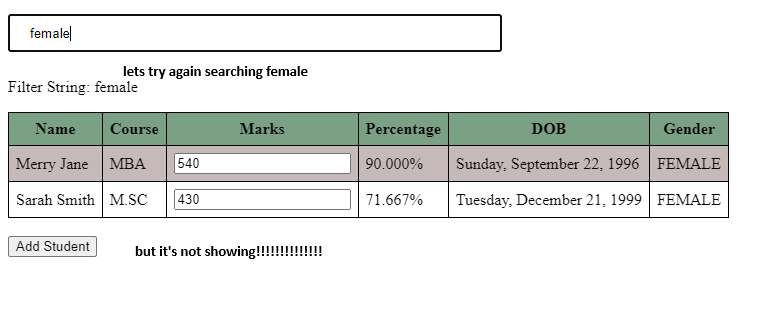 female
lets try again searching female
Filter String: female
Name Course Marks Percentage DOB Gender
Merry Jane MBA 540 90.000% Sunday, September 22, 1996 FEMALE
Sarah Smith M.SC 430 71.667% Tuesday, December 21, 1999 FEMALE
Add Student
but it's not showing!!!!!!!!!!!!!!